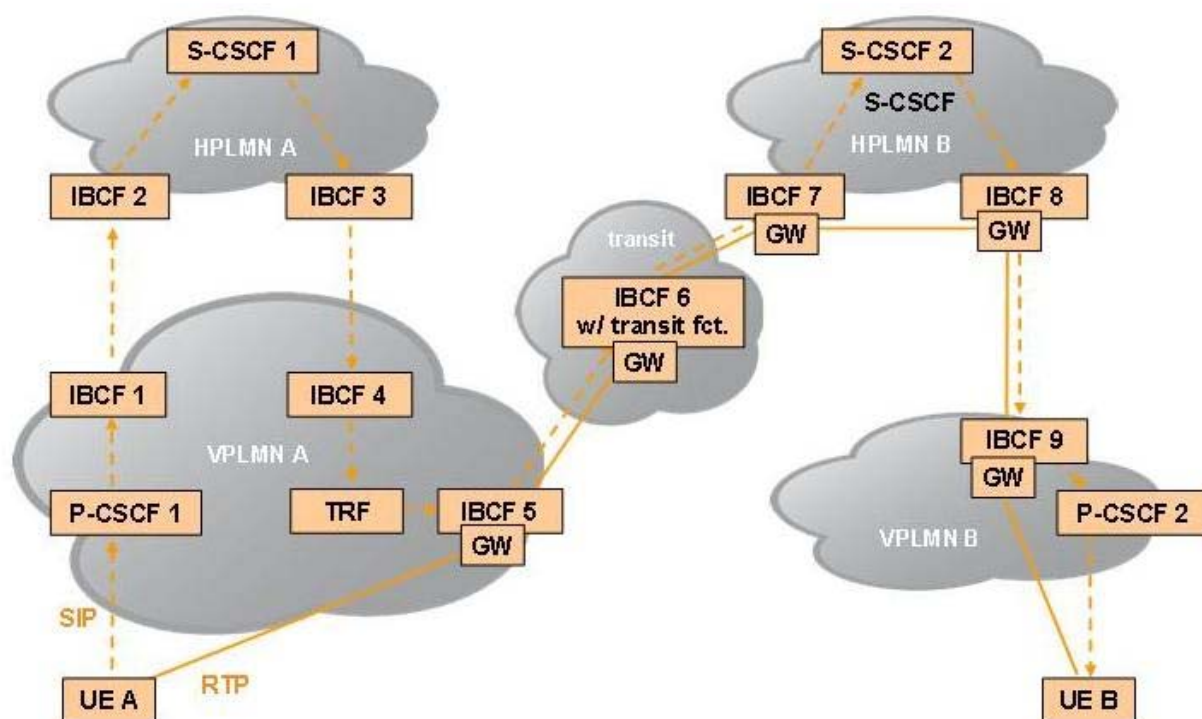 S-CSCF 1
HPLMN A
IBCF 2
IBCF 3
IBCF 1
IBCF 4
VPLMN A
P-CSCF 1
TRF
IBCF 5
GW
SIP
RTP
UE A
transit
IBCF 6
w/ transit fct.
GW
S-CSCF 2
S-CSCF
HPLMN B
IBCF 7
GW
IBCF 8
GW
IBCF 9
GW
P-CSCF 2
VPLMN B
UE B